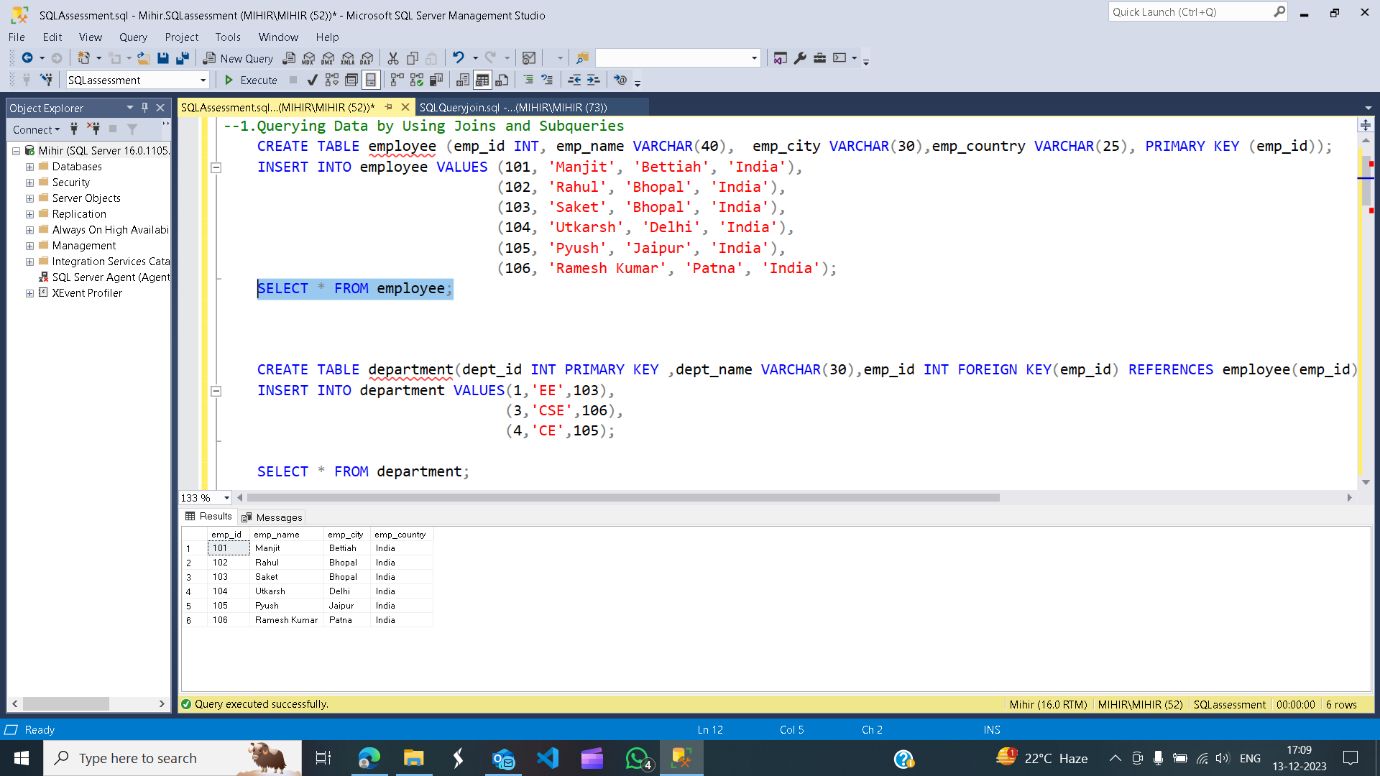 SQLAssessment.sql - Mihir.SQLassessment (MIHIR\MIHIR (52))* - Microsoft SQL Server Management Studio
Quick Launch (Ctrl+Q)
File Edit View Query Project Tools Window Help
New Query
SQLassessment
Execute
Object Explorer
SQLAssessment.sql...(MIHIR\MIHIR (52))*
SQLQueryjoin.sql -...(MIHIR\MIHIR (73))
Connect
Mihir (SQL Server 16.0.1105.
Databases
Security
Server Objects
Replication
Always On High Availabi
Management
Integration Services Cata
SQL Server Agent (Agent
XEvent Profiler
--1.Querying Data by Using Joins and Subqueries
CREATE TABLE employee (emp_id INT, emp_name VARCHAR(40),  emp_city VARCHAR(30),emp_country VARCHAR(25), PRIMARY KEY (emp_id));
INSERT INTO employee VALUES (101, 'Manjit', 'Bettiah', 'India'),
(102, 'Rahul', 'Bhopal', 'India'),
(103, 'Saket', 'Bhopal', 'India'),
(104, 'Utkarsh', 'Delhi', 'India'),
(105, 'Pyush', 'Jaipur', 'India'),
(106, 'Ramesh Kumar', 'Patna', 'India');
SELECT * FROM employee;
CREATE TABLE department(dept_id INT PRIMARY KEY ,dept_name VARCHAR(30),emp_id INT FOREIGN KEY(emp_id) REFERENCES employee(emp_id)
INSERT INTO department VALUES(1,'EE',103),
(3,'CSE',106),
(4,'CE',105);
SELECT * FROM department;
133 %
Results Messages
emp_id emp_name emp_city emp_country
1 101 Manjit Bettiah India
2 102 Rahul Bhopal India
3 103 Saket Bhopal India
4 104 Utkarsh Delhi India
5 105 Pyush Jaipur India
6 106 Ramesh Kumar Patna India
Query executed successfully.
Mihir (16.0 RTM) MIHIR\MIHIR (52) SQLassessment 00:00:00 6 rows
Ready
Ln 12 Col 5 Ch 2 INS
Type here to search
4
1
22°C Haze
ENG
17:09
13-12-2023